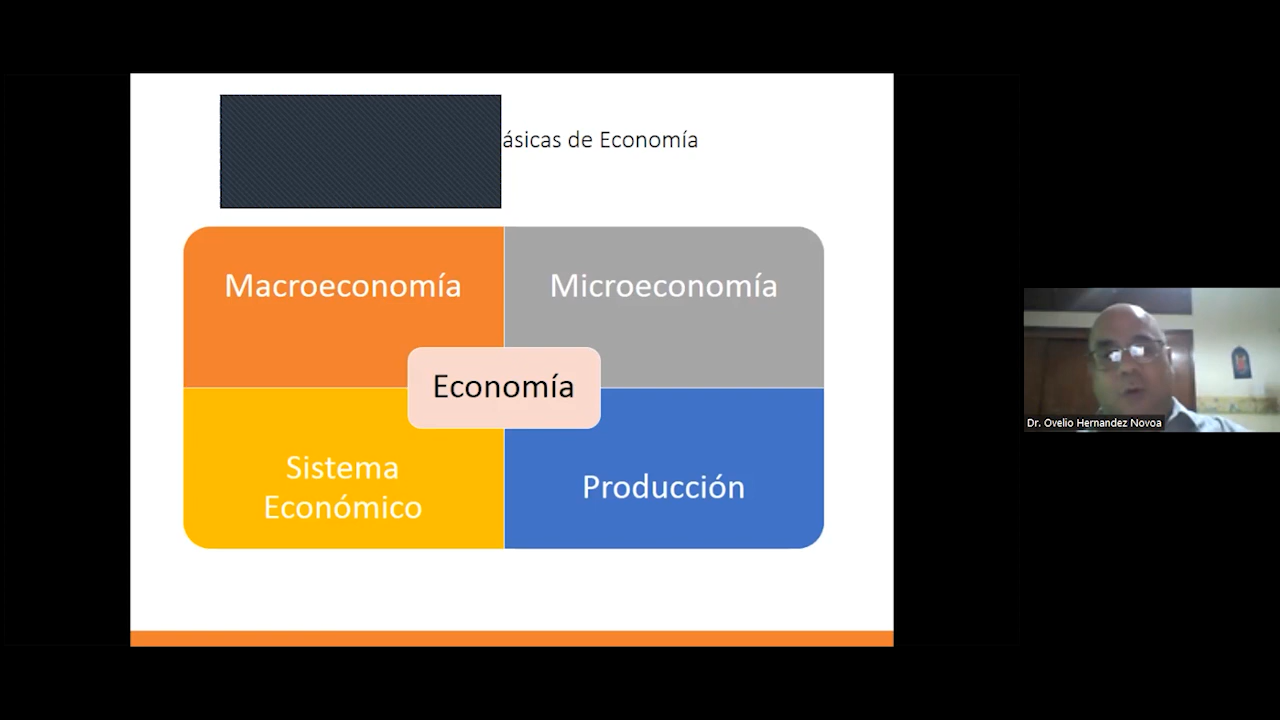 ásicas de Economía
Macroeconomía
Microeconomía
Economía
Sistema
Económico
Producción
Dr. Ovelio Hernandez Novoa